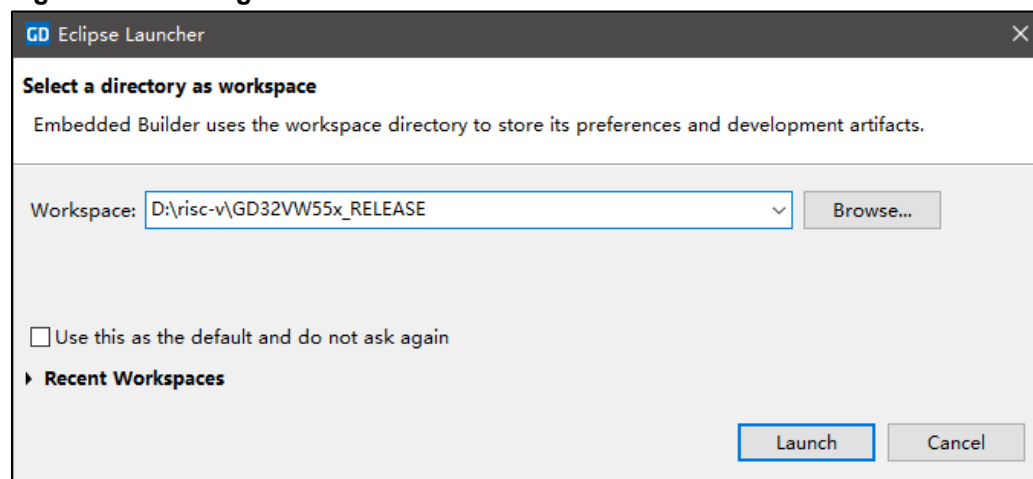 GD Eclipse Launcher
Select a directory as workspace
Embedded Builder uses the workspace directory to store its preferences and development artifacts.
Workspace: D:\risc-v\GD32VW55x_RELEASE Browse...
Use this as the default and do not ask again
Recent Workspaces
Launch Cancel